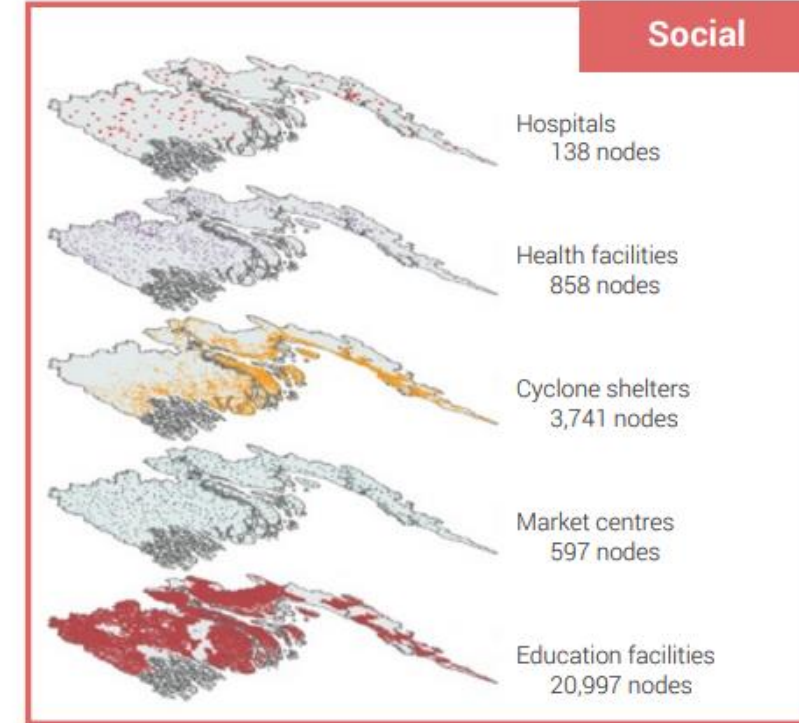 Social
Hospitals
138 nodes
Health facilities
858 nodes
Cyclone shelters
3,741 nodes
Market centres
597 nodes
Education facilities
20,997 nodes